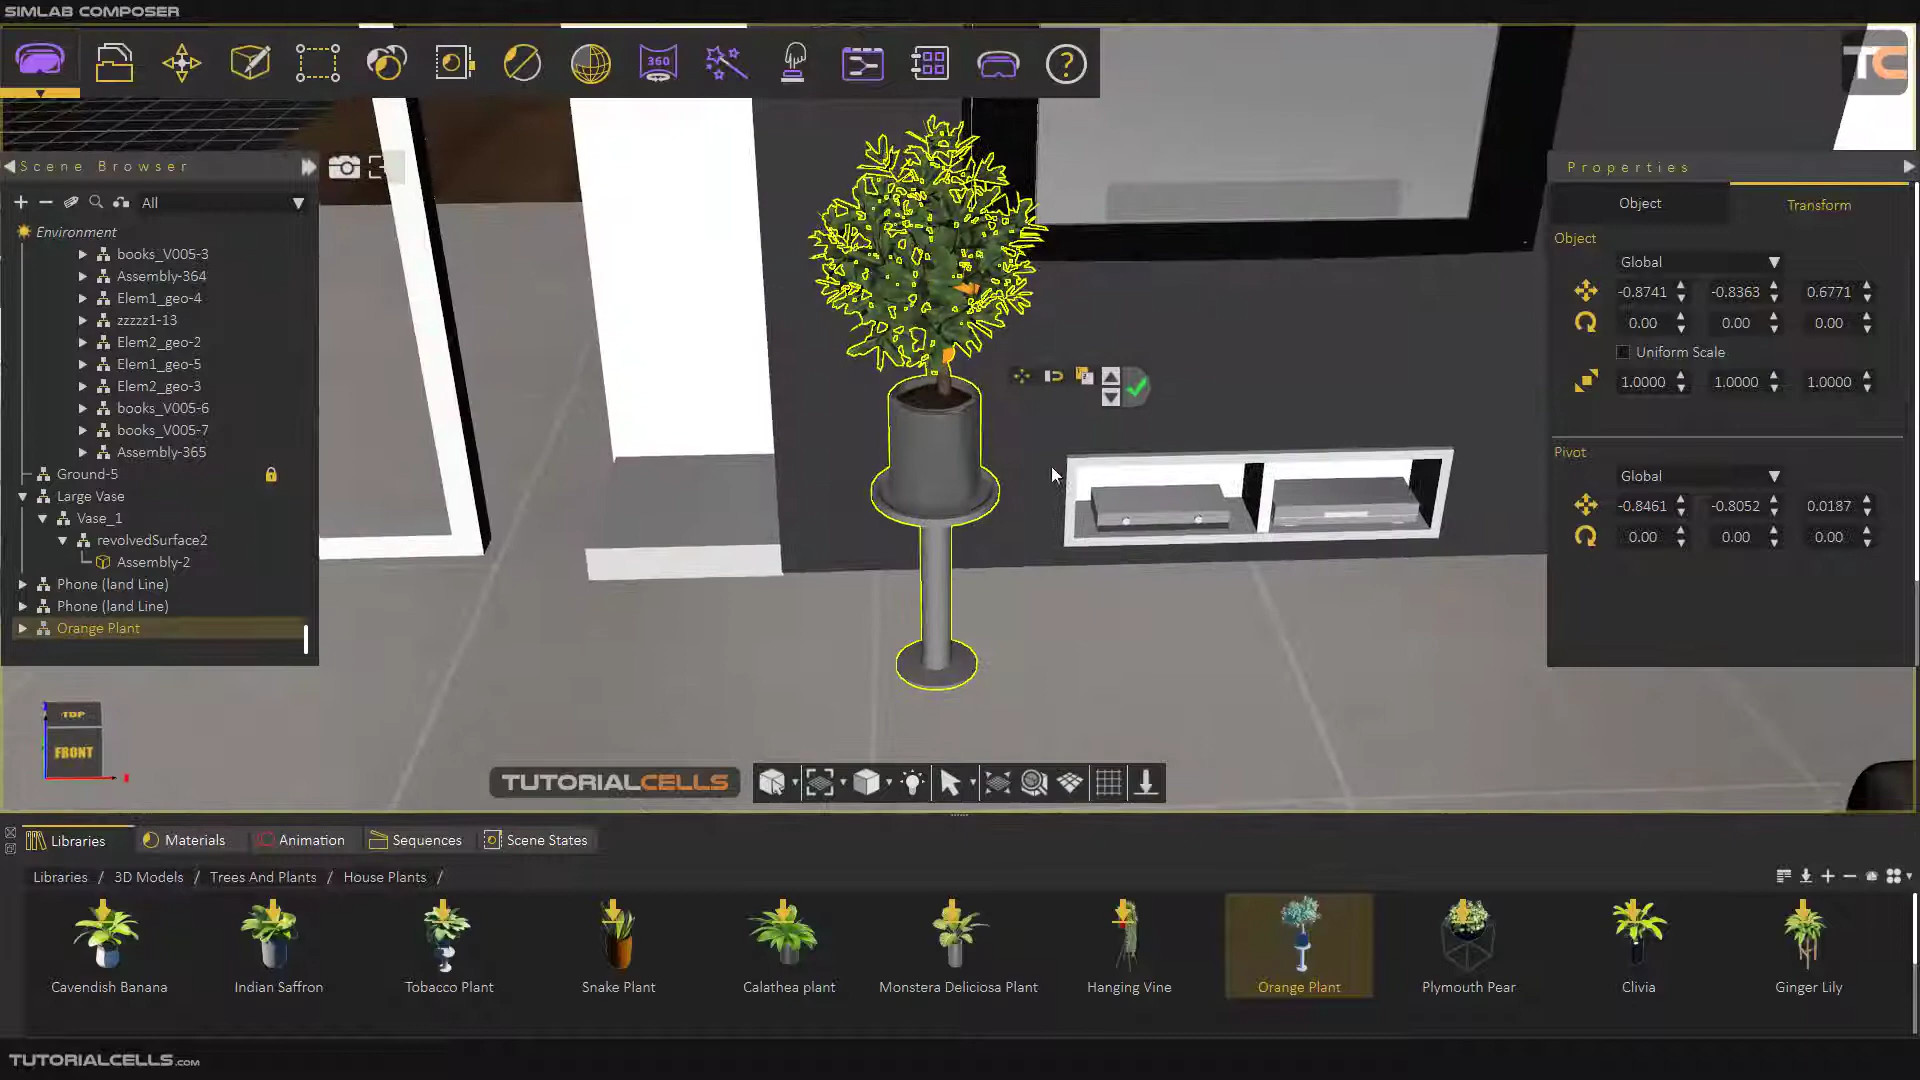 SIMLAB COMPOSER
360
TC
Scene Browser
All
Environment
books_V005-3
Assembly-364
Elem1_geo-4
zzzzz1-13
Elem2_geo-2
Elem1_geo-5
Elem2_geo-3
books_V005-6
books_V005-7
Assembly-365
Ground-5
Large Vase
Vase_1
revolvedSurface2
Assembly-2
Phone (land Line)
Phone (land Line)
Orange Plant
Properties
Object Transform
Object
Global
-0.8741 -0.8363 0.6771
0.00 0.00 0.00
Uniform Scale
1.0000 1.0000 1.0000
Pivot
Global
-0.8461 -0.8052 0.0187
0.00 0.00 0.00
TOP
FRONT
TUTORIALCELLS
Libraries Materials Animation Sequences Scene States
Libraries / 3D Models / Trees And Plants / House Plants /
Cavendish Banana Indian Saffron Tobacco Plant Snake Plant Calathea plant Monstera Deliciosa Plant Hanging Vine Orange Plant Plymouth Pear Clivia Ginger Lily
TUTORIALCELLS.com